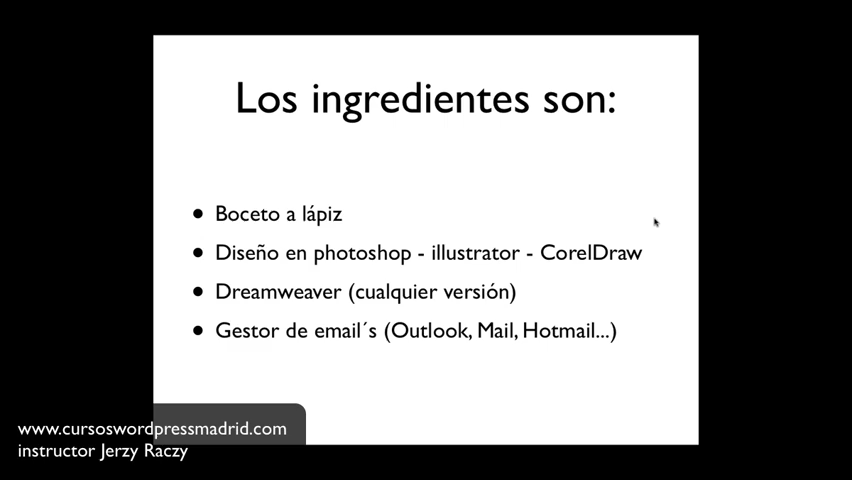 Los ingredientes son:
• Boceto a lápiz
• Diseño en photoshop - illustrator - CorelDraw
• Dreamweaver (cualquier versión)
• Gestor de email´s (Outlook, Mail, Hotmail...)
www.cursoswordpressmadrid.com
instructor Jerzy Raczy